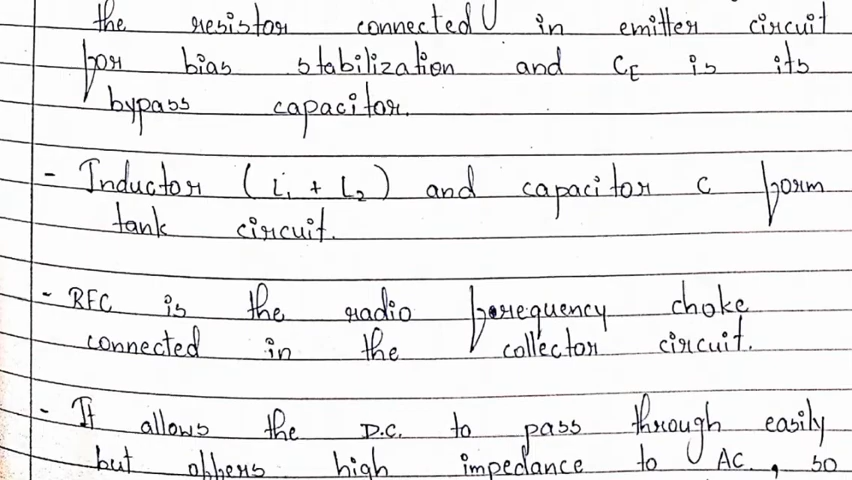 the resistor connected in emitter circuit
for bias stabilization and CE is its
bypass capacitor.
- Inductor (L1 + L2) and capacitor C form
tank circuit.
- RFC is the radio frequency choke
connected in the collector circuit.
- It allows the D.C. to pass through easily
but offers high impedance to AC, so